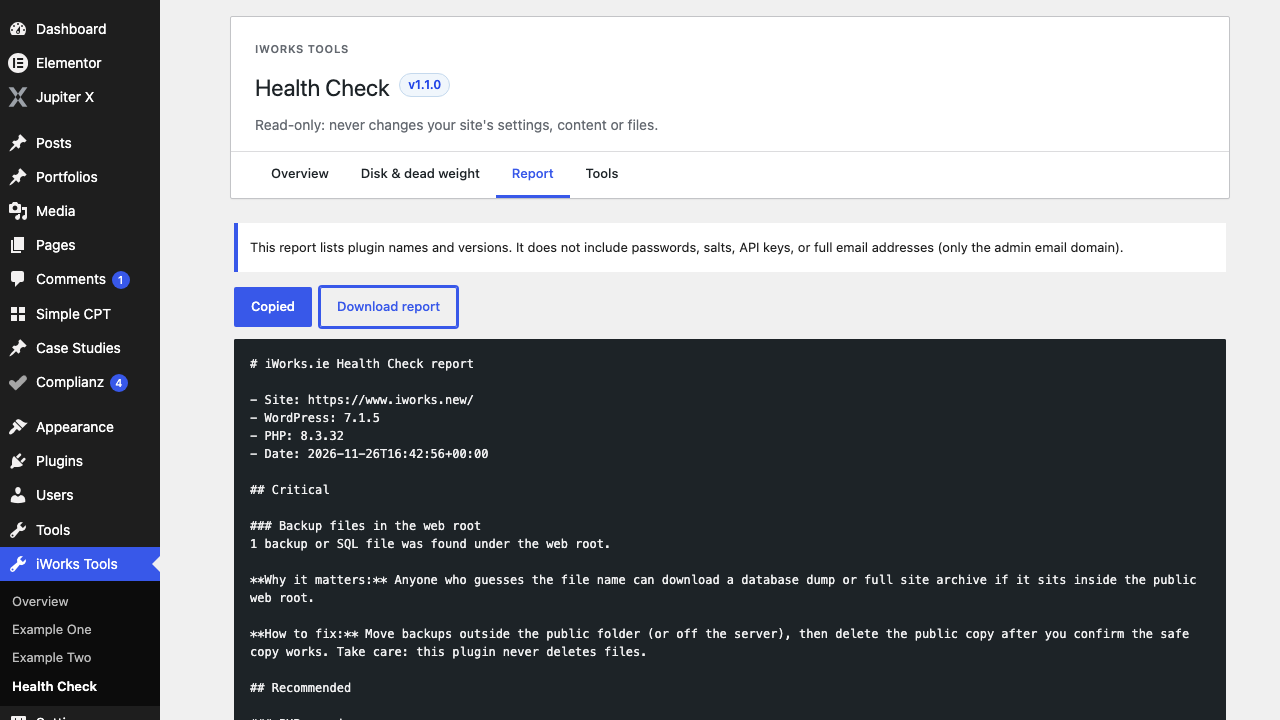 Dashboard
Elementor
Jupiter X
Posts
Portfolios
Media
Pages
Comments 1
Simple CPT
Case Studies
Complianz 4
Appearance
Plugins
Users
Tools
iWorks Tools
Overview
Example One
Example Two
Health Check
IWORKS TOOLS
Health Check v1.1.0
Read-only: never changes your site's settings, content or files.
Overview Disk & dead weight Report Tools
This report lists plugin names and versions. It does not include passwords, salts, API keys, or full email addresses (only the admin email domain).
Copied Download report
# iWorks.ie Health Check report
- Site: https://www.iworks.new/
- WordPress: 7.1.5
- PHP: 8.3.32
- Date: 2026-11-26T16:42:56+00:00
## Critical
### Backup files in the web root
1 backup or SQL file was found under the web root.
**Why it matters:** Anyone who guesses the file name can download a database dump or full site archive if it sits inside the public
web root.
**How to fix:** Move backups outside the public folder (or off the server), then delete the public copy after you confirm the safe
copy works. Take care: this plugin never deletes files.
## Recommended